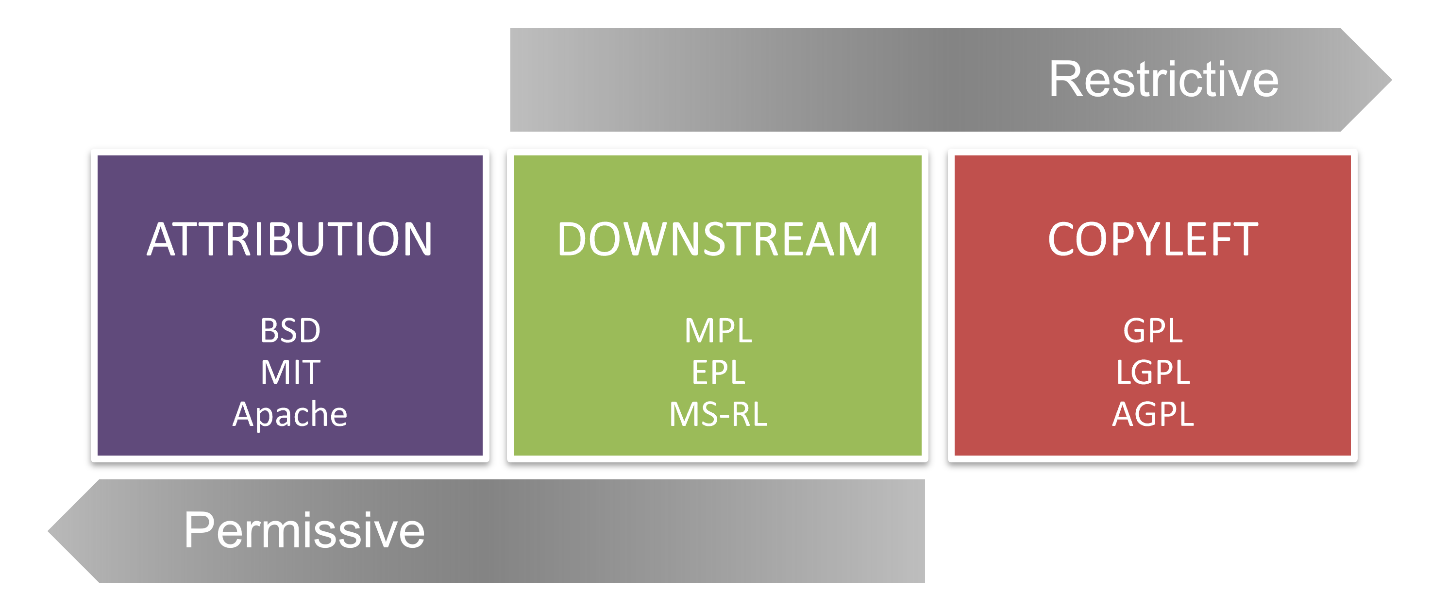 Restrictive
ATTRIBUTION
BSD
MIT
Apache
DOWNSTREAM
MPL
EPL
MS-RL
COPYLEFT
GPL
LGPL
AGPL
Permissive